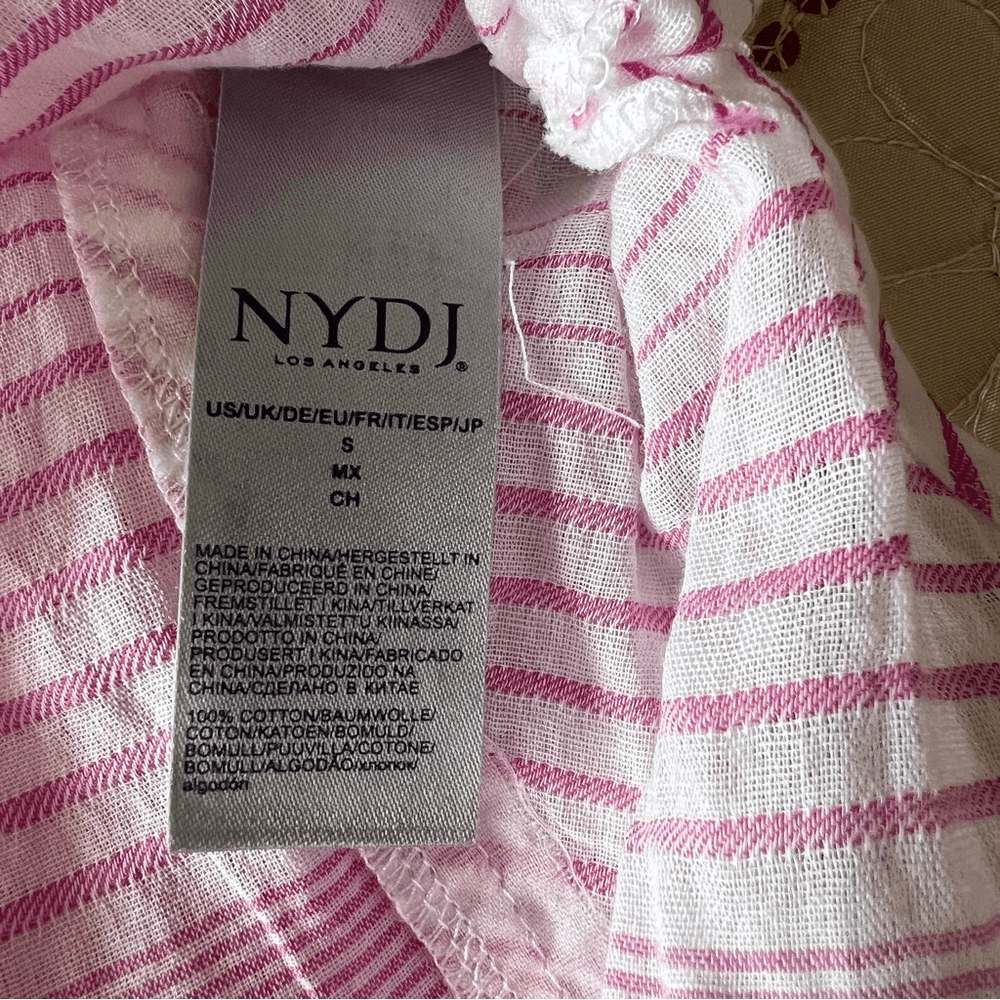 NYDJ®
LOS ANGELES
US/UK/DE/EU/FR/IT/ESP/JP
S
MX
CH
MADE IN CHINA/HERGESTELLT IN
CHINA/FABRIQUÉ EN CHINE/
GEPRODUCEERD IN CHINA/
FREMSTILLET I KINA/TILLVERKAT
I KINA/VALMISTETTU KIINASSA/
PRODOTTO IN CHINA/
PRODUSERT I KINA/FABRICADO
EN CHINA/PRODUZIDO NA
CHINA/СДЕЛАНО В КИТАЕ
100% COTTON/BAUMWOLLE/
COTON/KATOEN/BOMULD/
BOMULL/PUUVILLA/COTONE/
BOMULL/ALGODÃO/хлопок/
algodón